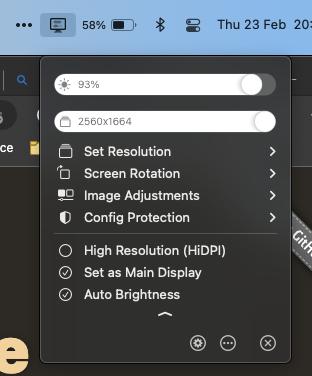 58% Thu 23 Feb 20:
93%
2560x1664
ce
Set Resolution
Screen Rotation
Image Adjustments
Config Protection
High Resolution (HiDPI)
Set as Main Display
Auto Brightness
GitH
e